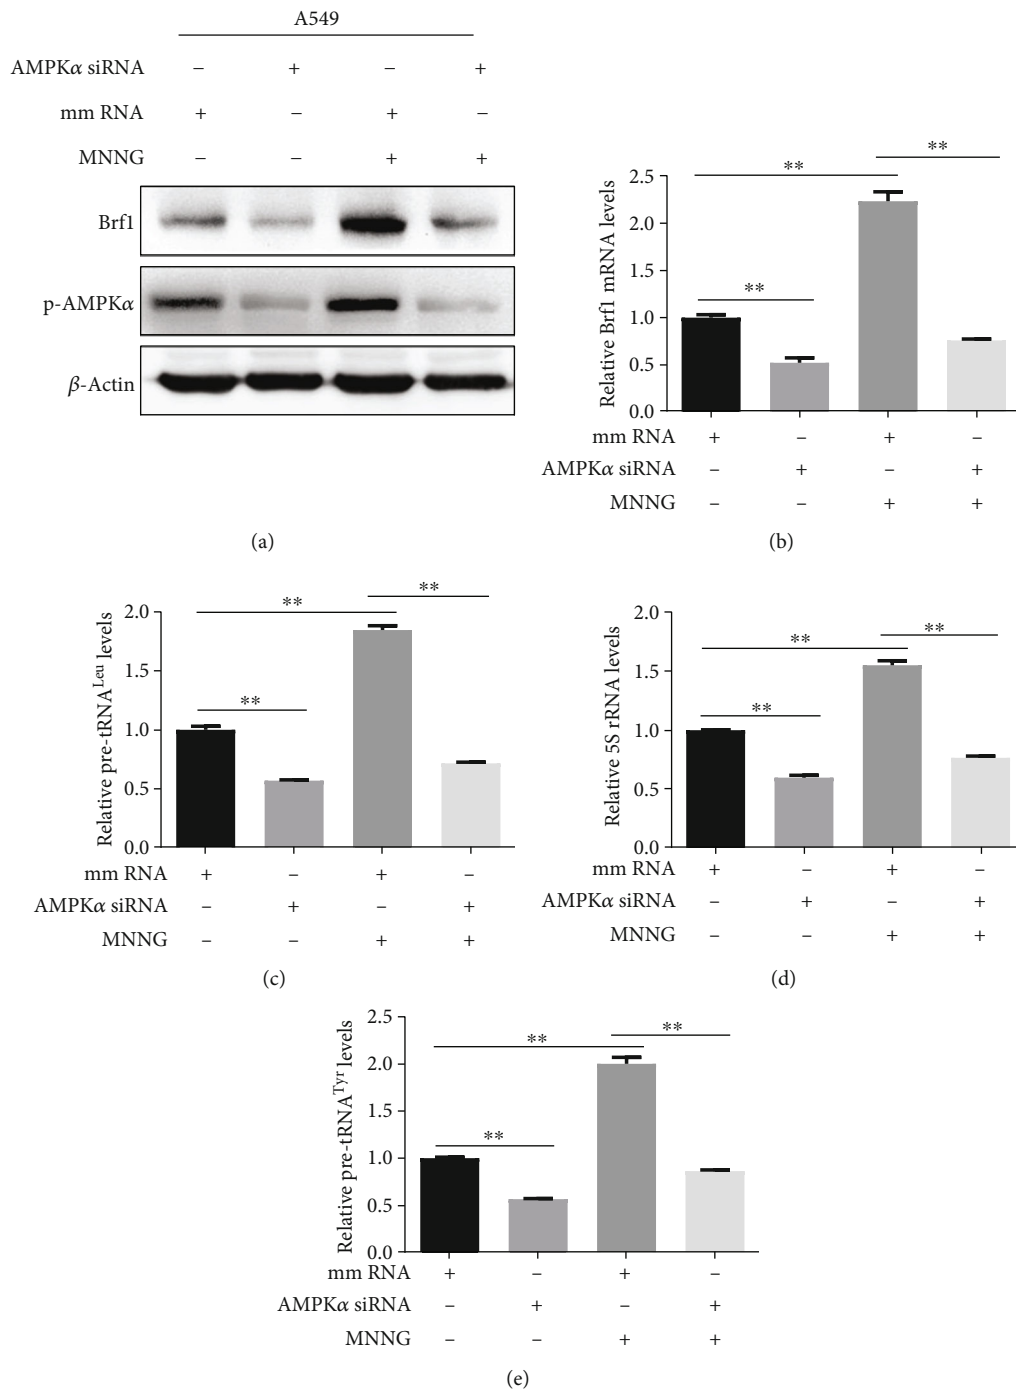 A549
AMPKα siRNA – + – +
mm RNA + – + –
MNNG – – + +
Brf1
p-AMPKα
β-Actin
(a)
Relative Brf1 mRNA levels
2.5
2.0
1.5
1.0
0.5
0.0
** ** **
mm RNA + – + –
AMPKα siRNA – + – +
MNNG – – + +
(b)
Relative pre-tRNA^Leu levels
2.0
1.5
1.0
0.5
0.0
** ** **
mm RNA + – + –
AMPKα siRNA – + – +
MNNG – – + +
(c)
Relative 5S rRNA levels
2.0
1.5
1.0
0.5
0.0
** ** **
mm RNA + – + –
AMPKα siRNA – + – +
MNNG – – + +
(d)
Relative pre-tRNA^Tyr levels
2.5
2.0
1.5
1.0
0.5
0.0
** ** **
mm RNA + – + –
AMPKα siRNA – + – +
MNNG – – + +
(e)